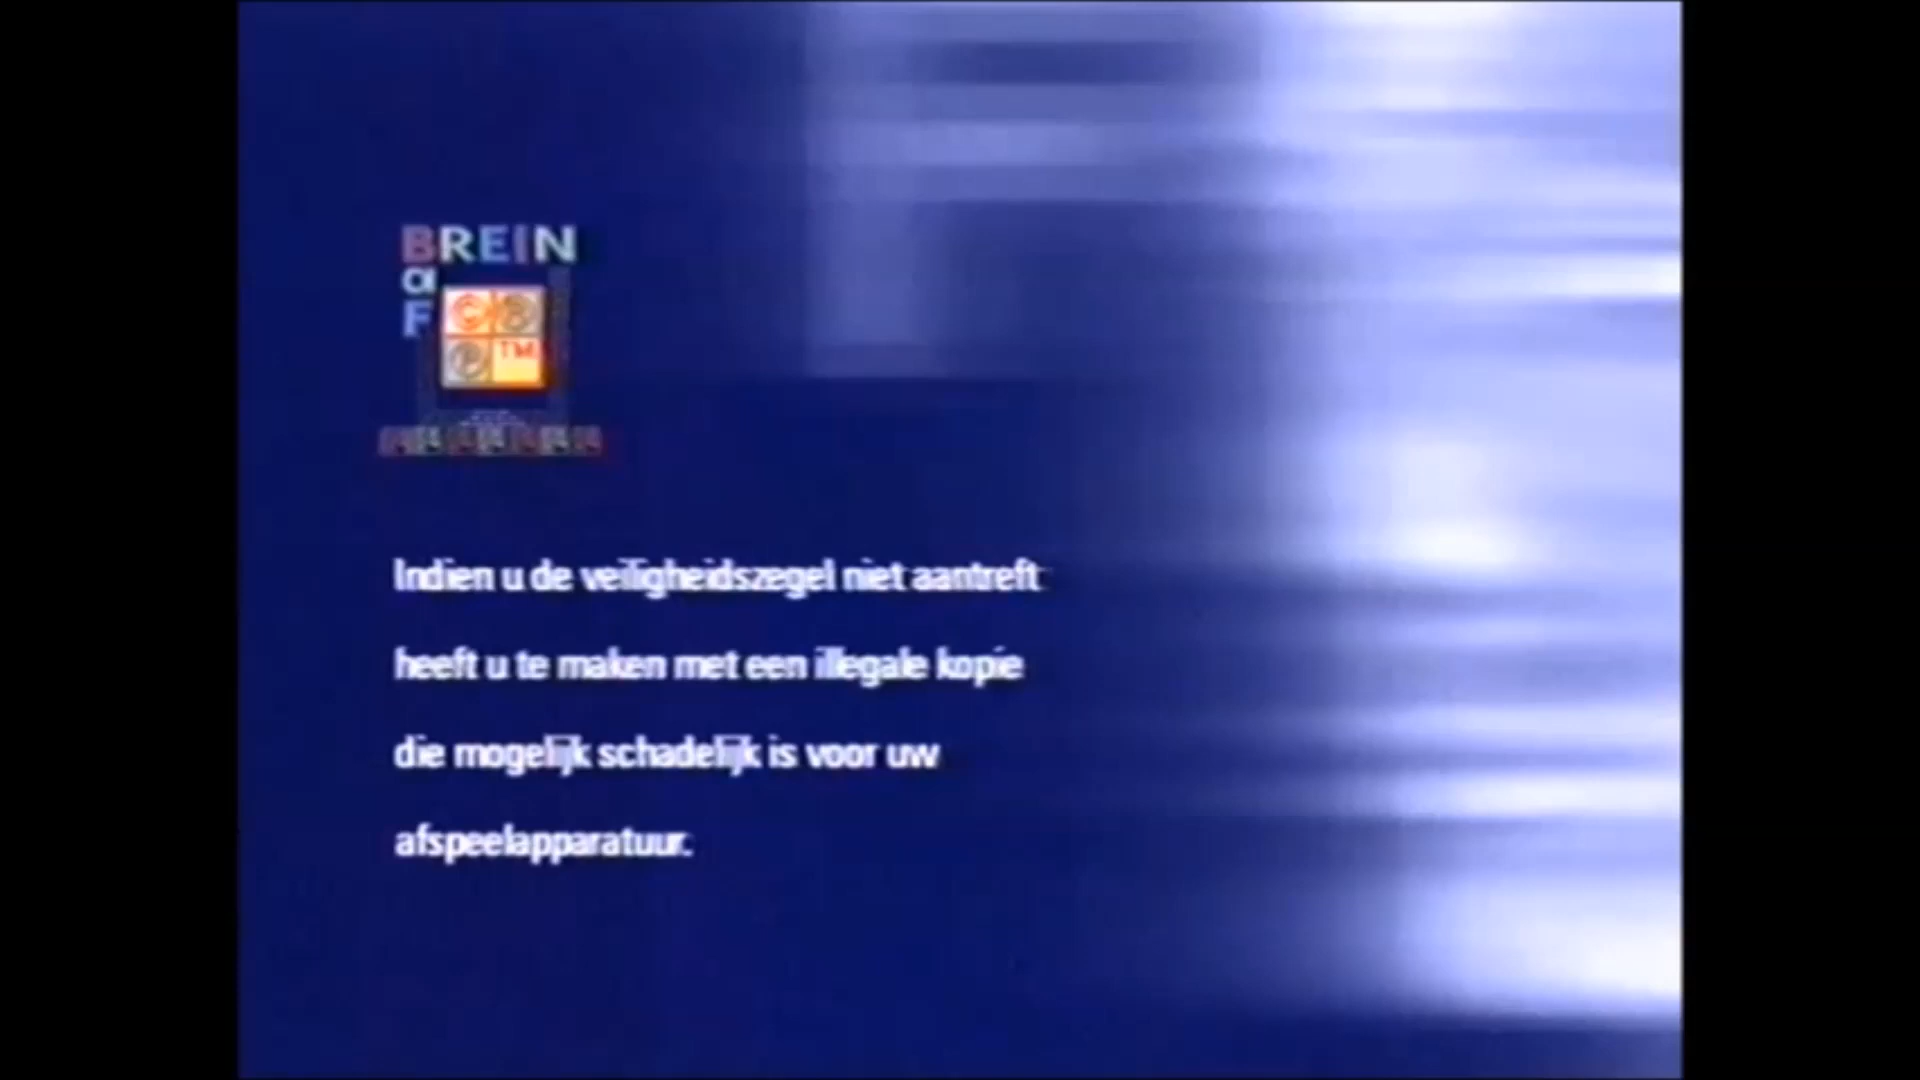 BREIN
a
F
™
Indien u de veiligheidszegel niet aantreft
heeft u te maken met een illegale kopie
die mogelijk schadelijk is voor uw
afspeelapparatuur.